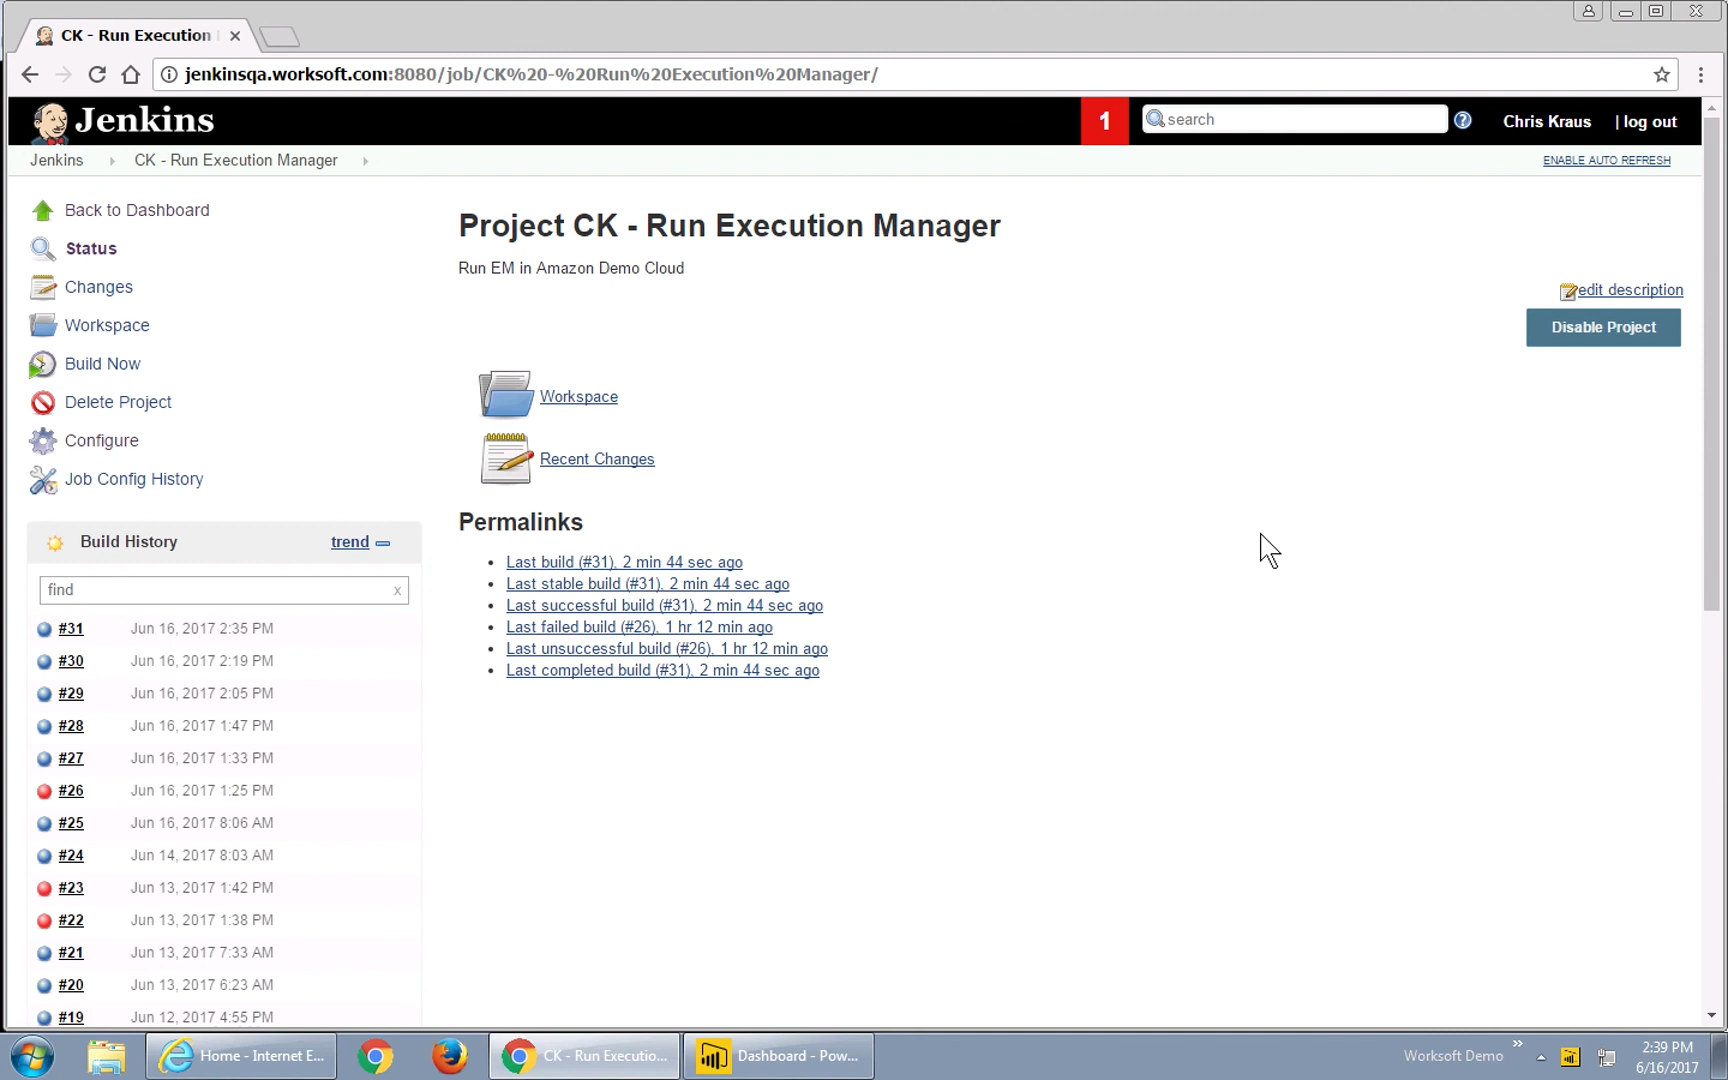 CK - Run Execution
jenkinsqa.worksoft.com:8080/job/CK%20-%20Run%20Execution%20Manager/
Jenkins
1
search
Chris Kraus
| log out
Jenkins
CK - Run Execution Manager
ENABLE AUTO REFRESH
Back to Dashboard
Status
Changes
Workspace
Build Now
Delete Project
Configure
Job Config History
Project CK - Run Execution Manager
Run EM in Amazon Demo Cloud
edit description
Disable Project
Workspace
Recent Changes
Permalinks
Last build (#31), 2 min 44 sec ago
Last stable build (#31), 2 min 44 sec ago
Last successful build (#31), 2 min 44 sec ago
Last failed build (#26), 1 hr 12 min ago
Last unsuccessful build (#26), 1 hr 12 min ago
Last completed build (#31), 2 min 44 sec ago
Build History
trend
find
x
#31 Jun 16, 2017 2:35 PM
#30 Jun 16, 2017 2:19 PM
#29 Jun 16, 2017 2:05 PM
#28 Jun 16, 2017 1:47 PM
#27 Jun 16, 2017 1:33 PM
#26 Jun 16, 2017 1:25 PM
#25 Jun 16, 2017 8:06 AM
#24 Jun 14, 2017 8:03 AM
#23 Jun 13, 2017 1:42 PM
#22 Jun 13, 2017 1:38 PM
#21 Jun 13, 2017 7:33 AM
#20 Jun 13, 2017 6:23 AM
#19 Jun 12, 2017 4:55 PM
Home - Internet E...
CK - Run Executio...
Dashboard - Pow...
Worksoft Demo
2:39 PM
6/16/2017